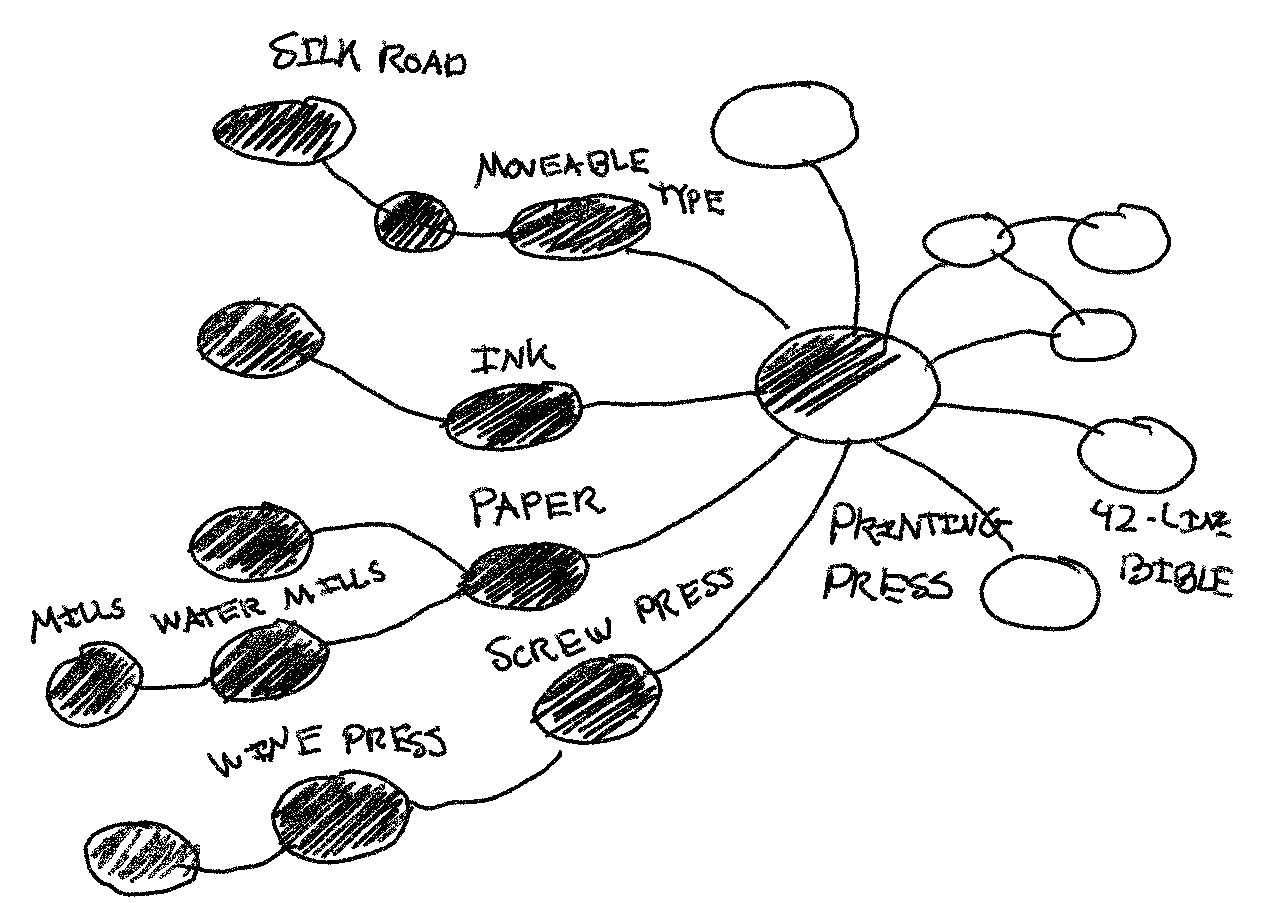 SILK ROAD
MOVEABLE
TYPE
INK
PAPER
PRINTING
PRESS
42-LINE
BIBLE
MILLS
WATER MILLS
SCREW PRESS
WINE PRESS